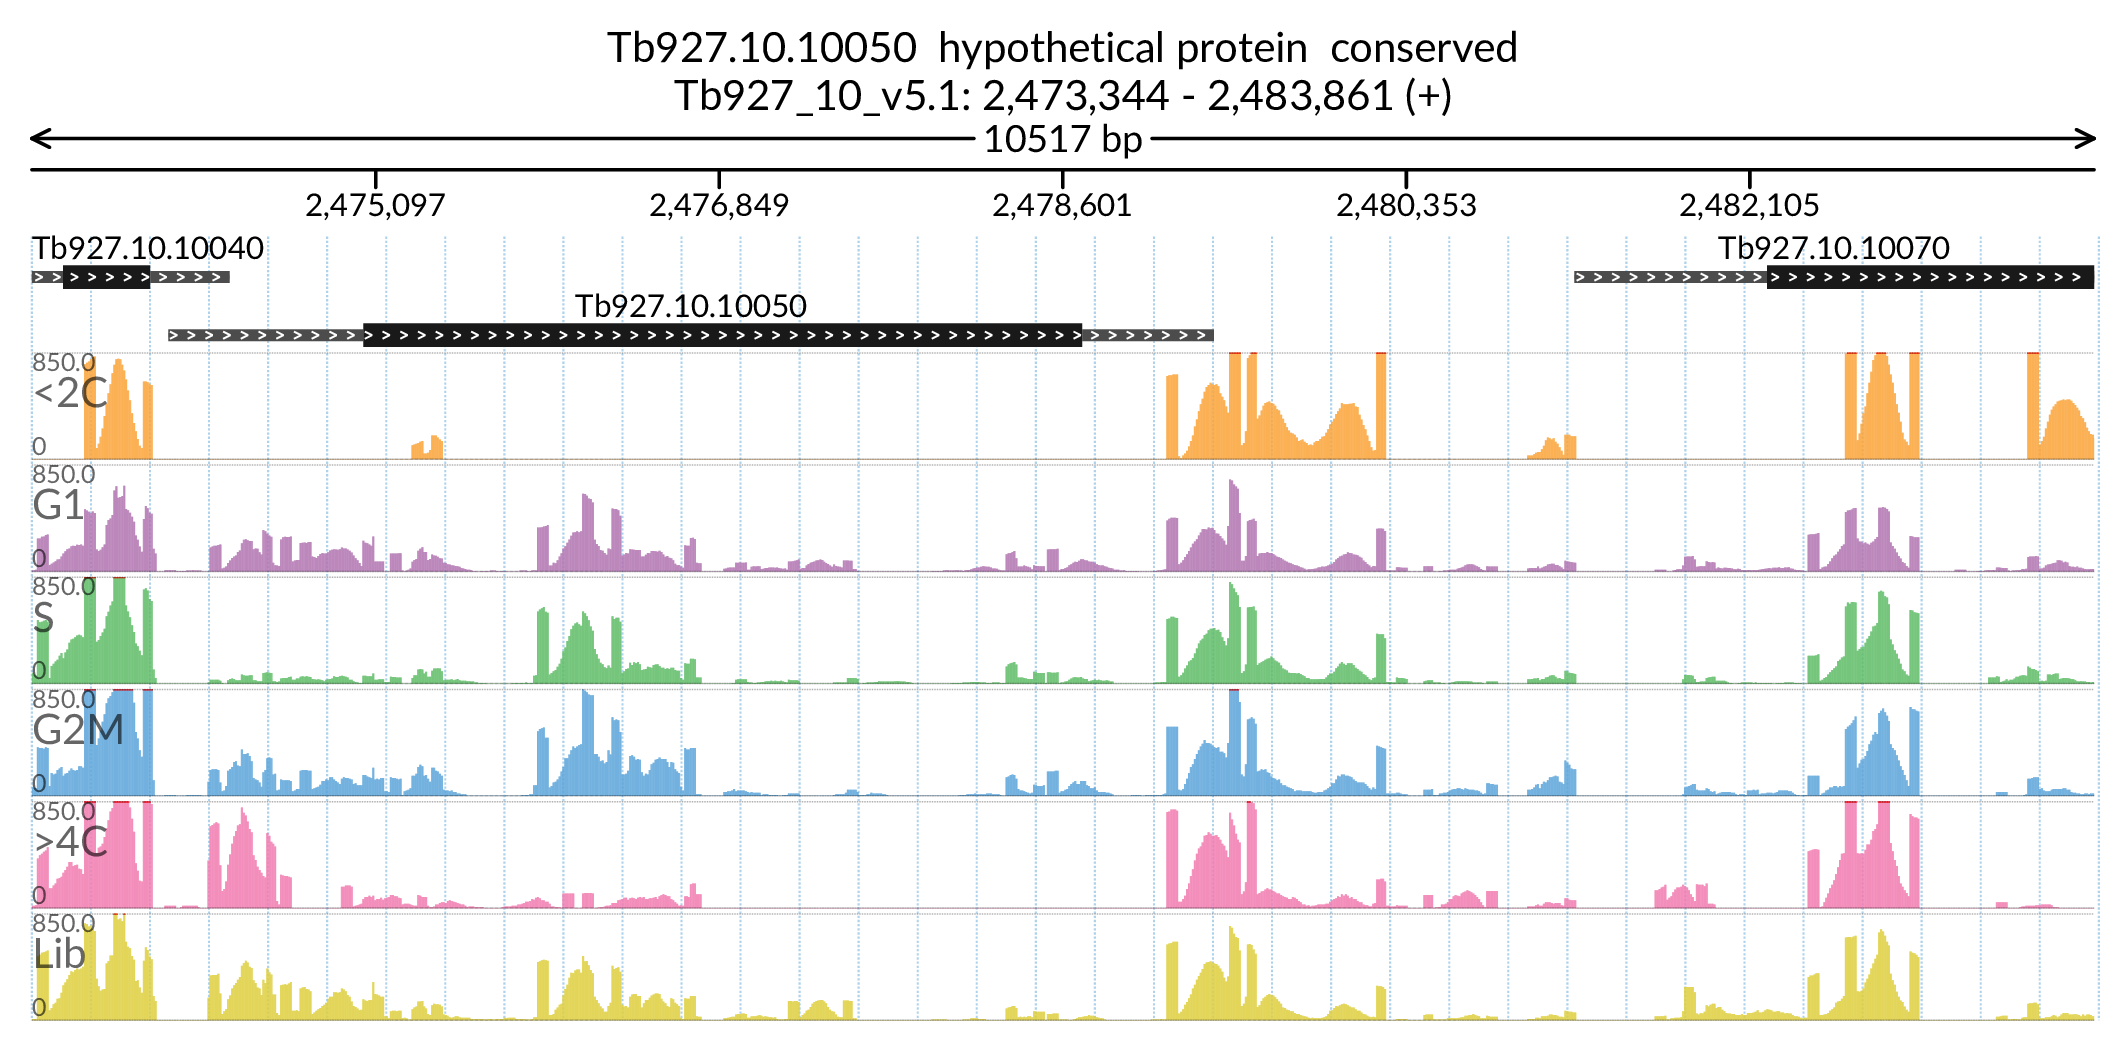 Tb927.10.10050  hypothetical protein  conserved
Tb927_10_v5.1: 2,473,344 - 2,483,861 (+)
10517 bp
2,475,097 2,476,849 2,478,601 2,480,353 2,482,105
Tb927.10.10040 Tb927.10.10070
Tb927.10.10050
850.0
<2C
0
850.0
G1
0
850.0
S
0
850.0
G2M
0
850.0
>4C
0
850.0
Lib
0